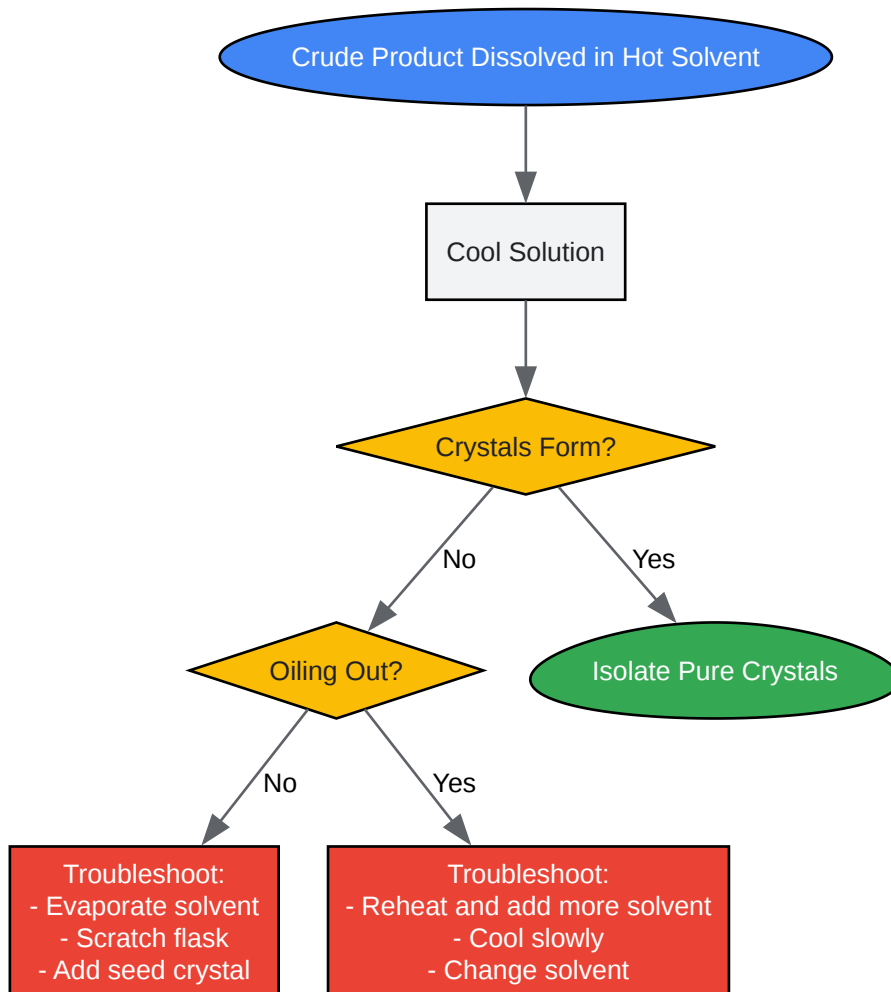 Crude Product Dissolved in Hot Solvent
Cool Solution
Crystals Form?
No
Yes
Oiling Out?
Isolate Pure Crystals
No
Yes
Troubleshoot:
- Evaporate solvent
- Scratch flask
- Add seed crystal
Troubleshoot:
- Reheat and add more solvent
- Cool slowly
- Change solvent